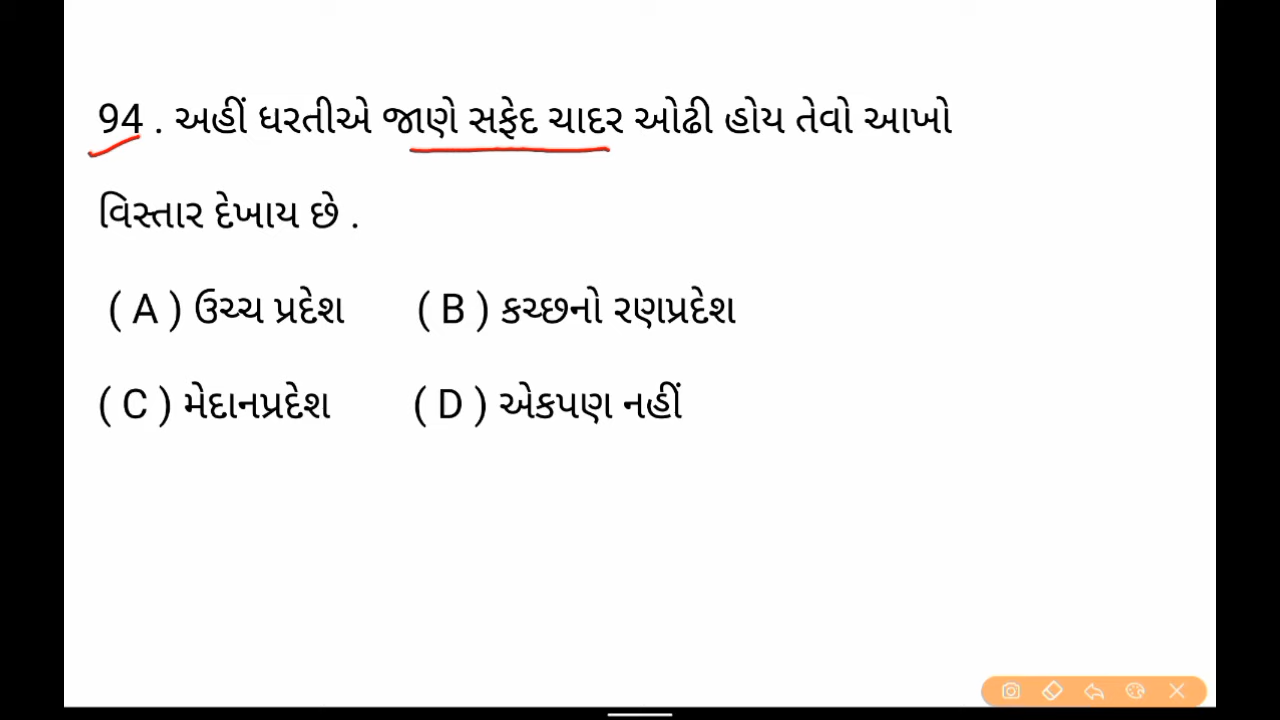 94 . અહીં ધરતીએ જાણે સફેદ ચાદર ઓઢી હોય તેવો આખો
વિસ્તાર દેખાય છે .
( A ) ઉચ્ચ પ્રદેશ ( B ) કચ્છનો રણપ્રદેશ
( C ) મેદાનપ્રદેશ ( D ) એકપણ નહીં